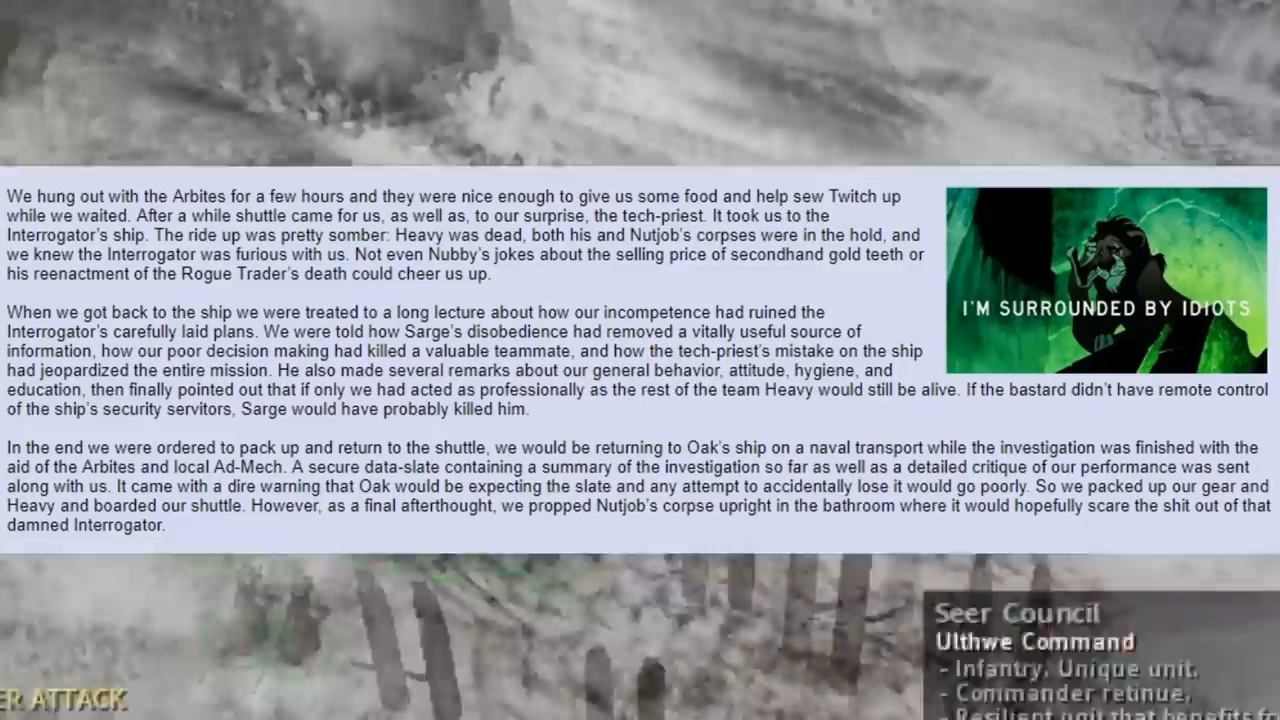 We hung out with the Arbites for a few hours and they were nice enough to give us some food and help sew Twitch up
while we waited. After a while shuttle came for us, as well as, to our surprise, the tech-priest. It took us to the
Interrogator's ship. The ride up was pretty somber: Heavy was dead, both his and Nutjob's corpses were in the hold, and
we knew the Interrogator was furious with us. Not even Nubby's jokes about the selling price of secondhand gold teeth or
his reenactment of the Rogue Trader's death could cheer us up.
I'M SURROUNDED BY IDIOTS
When we got back to the ship we were treated to a long lecture about how our incompetence had ruined the
Interrogator's carefully laid plans. We were told how Sarge's disobedience had removed a vitally useful source of
information, how our poor decision making had killed a valuable teammate, and how the tech-priest's mistake on the ship
had jeopardized the entire mission. He also made several remarks about our general behavior, attitude, hygiene, and
education, then finally pointed out that if only we had acted as professionally as the rest of the team Heavy would still be alive. If the bastard didn't have remote control
of the ship's security servitors, Sarge would have probably killed him.
In the end we were ordered to pack up and return to the shuttle, we would be returning to Oak's ship on a naval transport while the investigation was finished with the
aid of the Arbites and local Ad-Mech. A secure data-slate containing a summary of the investigation so far as well as a detailed critique of our performance was sent
along with us. It came with a dire warning that Oak would be expecting the slate and any attempt to accidentally lose it would go poorly. So we packed up our gear and
Heavy and boarded our shuttle. However, as a final afterthought, we propped Nutjob's corpse upright in the bathroom where it would hopefully scare the shit out of that
damned Interrogator.
Seer Council
Ulthwe Command
- Infantry. Unique unit.
- Commander retinue.
- Resilient unit that benefits
ER ATTACK